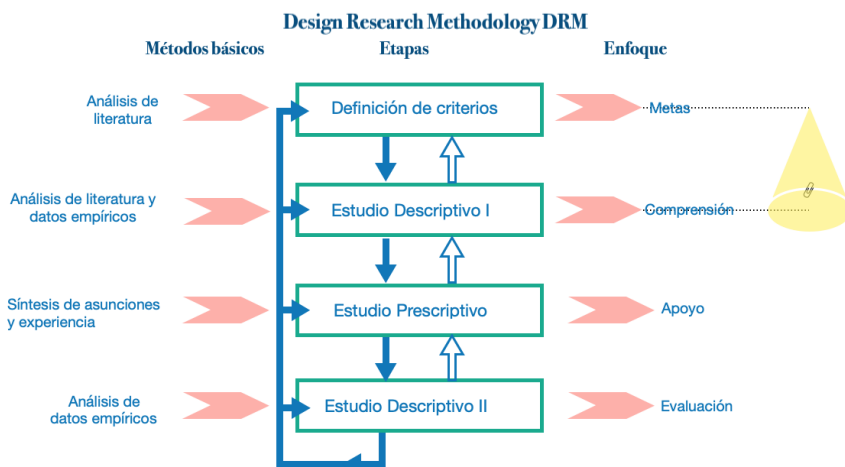 Design Research Methodology DRM
Métodos básicos
Etapas
Enfoque
Análisis de
literatura
Definición de criterios
Metas
Análisis de literatura y
datos empíricos
Estudio Descriptivo I
Comprensión
Síntesis de asunciones
y experiencia
Estudio Prescriptivo
Apoyo
Análisis de
datos empíricos
Estudio Descriptivo II
Evaluación